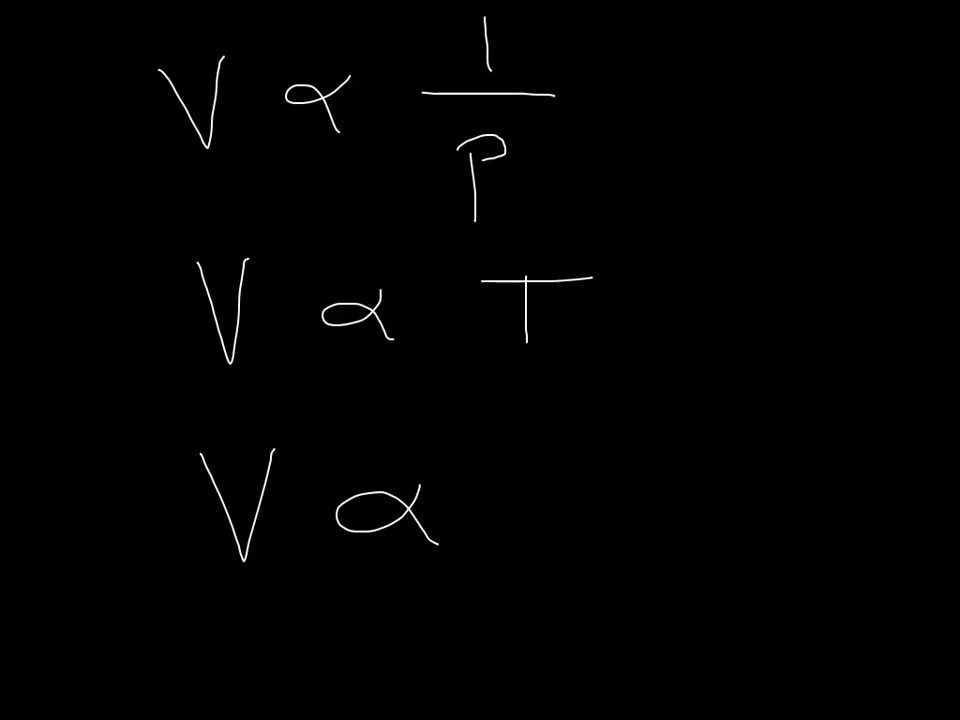 V ∝ 1/P
V ∝ T
V ∝